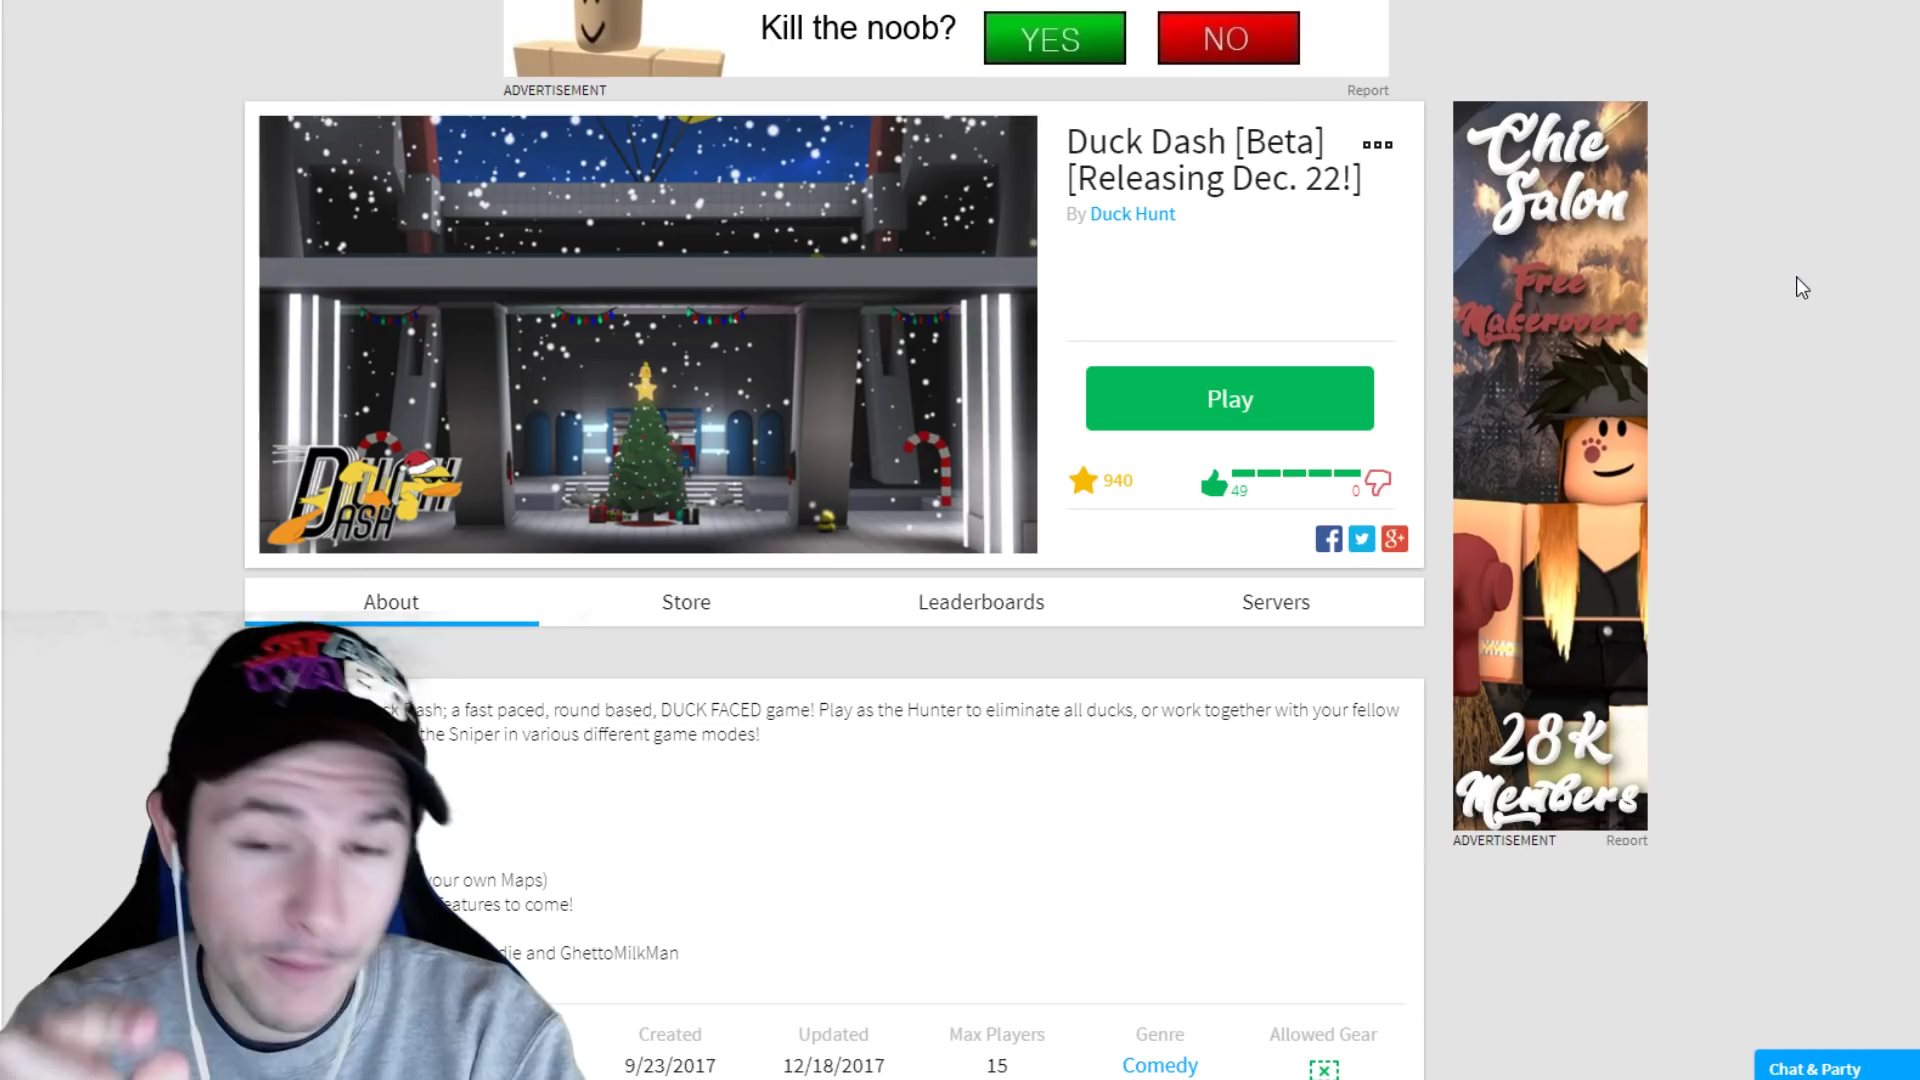 Kill the noob?
YES
NO
ADVERTISEMENT
Report
Duck Dash [Beta]
[Releasing Dec. 22!]
By Duck Hunt
Play
940
49
0
DASH
About
Store
Leaderboards
Servers
ash; a fast paced, round based, DUCK FACED game! Play as the Hunter to eliminate all ducks, or work together with your fellow
the Sniper in various different game modes!
your own Maps)
eatures to come!
die and GhettoMilkMan
Created
Updated
Max Players
Genre
Allowed Gear
9/23/2017
12/18/2017
15
Comedy
Chic
Salon
Free
Makeovers
28K
Members
ADVERTISEMENT
Report
Chat & Party